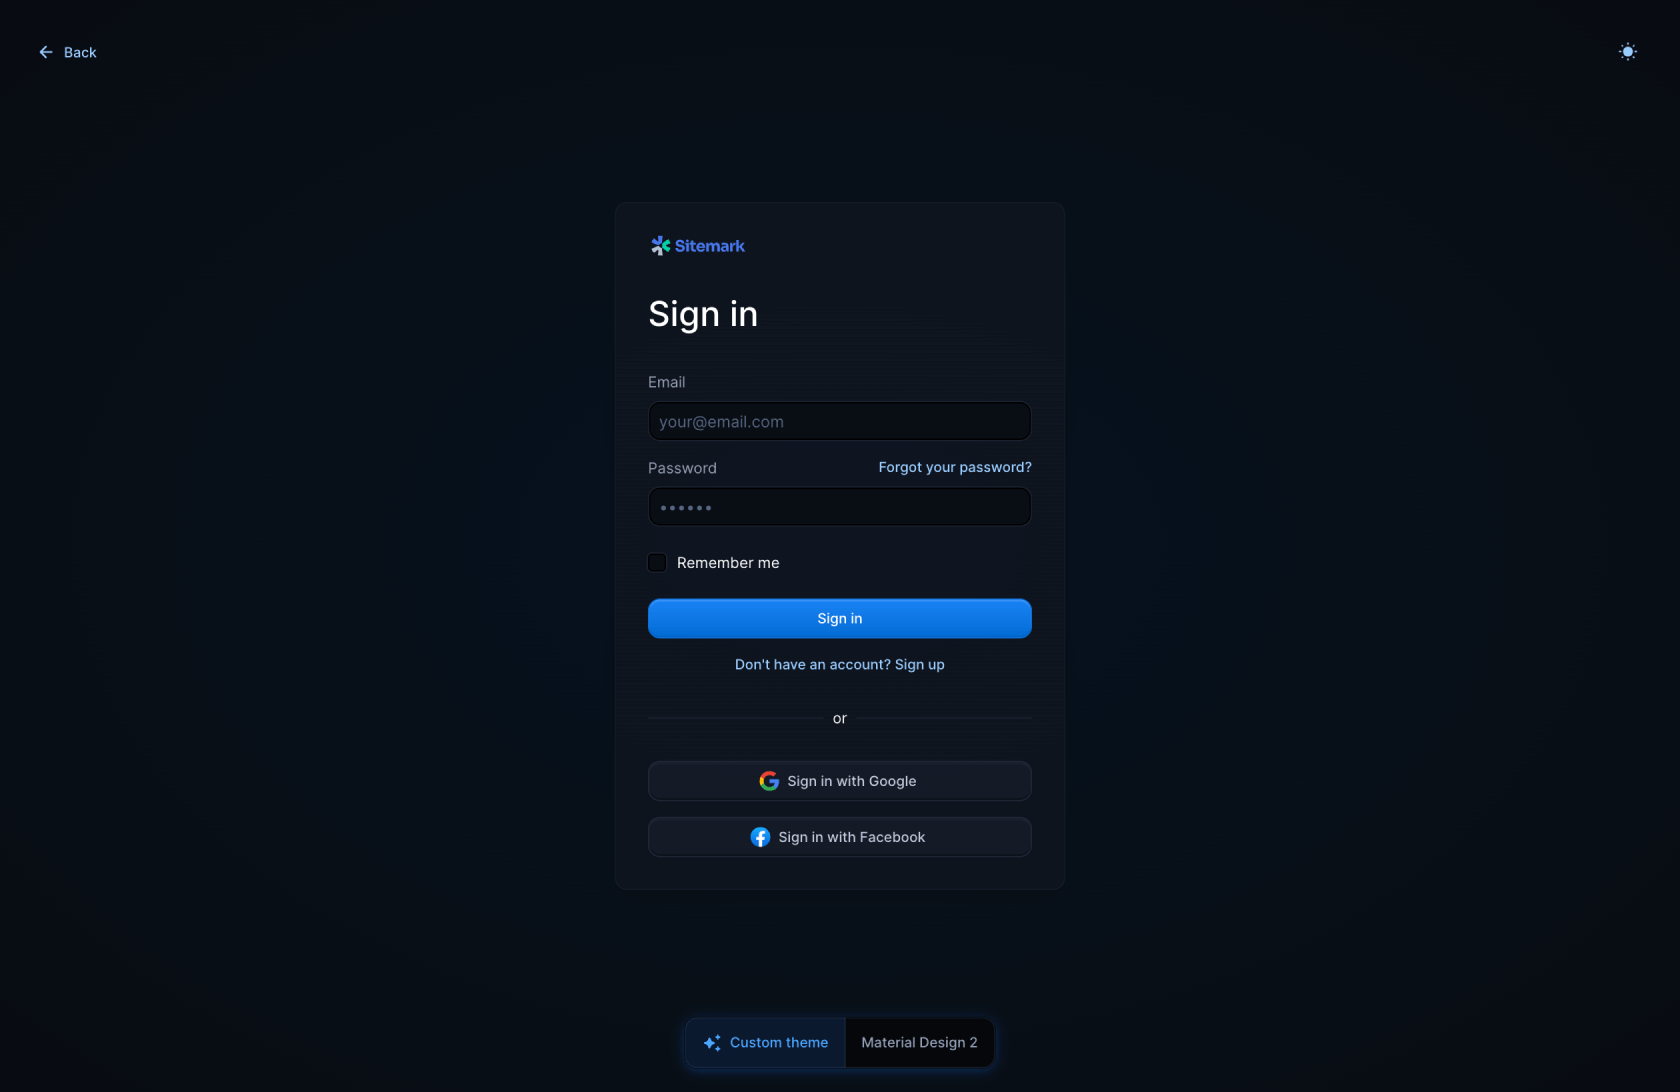 Back
Sitemark
Sign in
Email
your@email.com
Password
Forgot your password?
••••••
Remember me
Sign in
Don't have an account? Sign up
or
Sign in with Google
Sign in with Facebook
Custom theme
Material Design 2